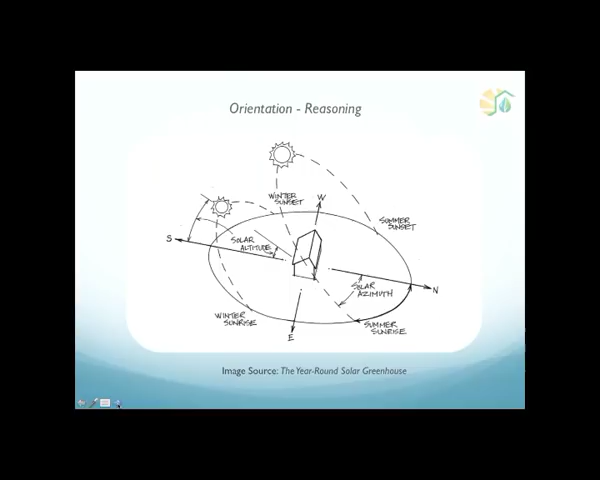 Orientation - Reasoning
WINTER
SUNSET
W
SUMMER
SUNSET
S
SOLAR
ALTITUDE
SOLAR
AZIMUTH
N
WINTER
SUNRISE
SUMMER
SUNRISE
E
Image Source: The Year-Round Solar Greenhouse